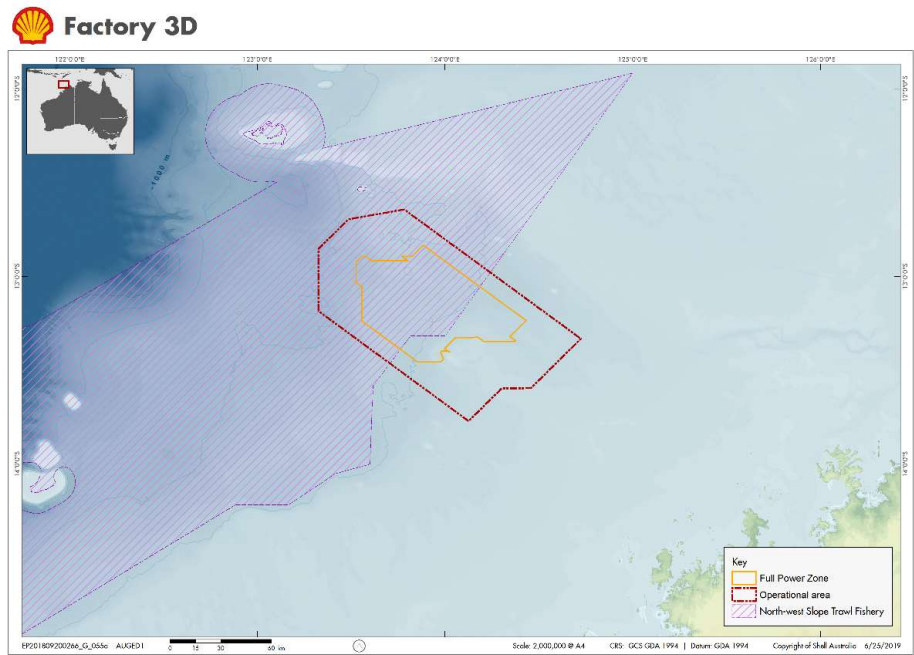 Factory 3D
122°0'0"E 123°0'0"E 124°0'0"E 125°0'0"E 126°0'0"E
12°0'0"S 12°0'0"S
-1000 m
13°0'0"S 13°0'0"S
14°0'0"S 14°0'0"S
Key
Full Power Zone
Operational area
North-west Slope Trawl Fishery
EP201809200266_G_055a AUGED1
0 15 30 60 km
Scale: 2,000,000 @ A4
CRS: GCS GDA 1994 | Datum: GDA 1994
Copyright of Shell Australia 6/25/2019